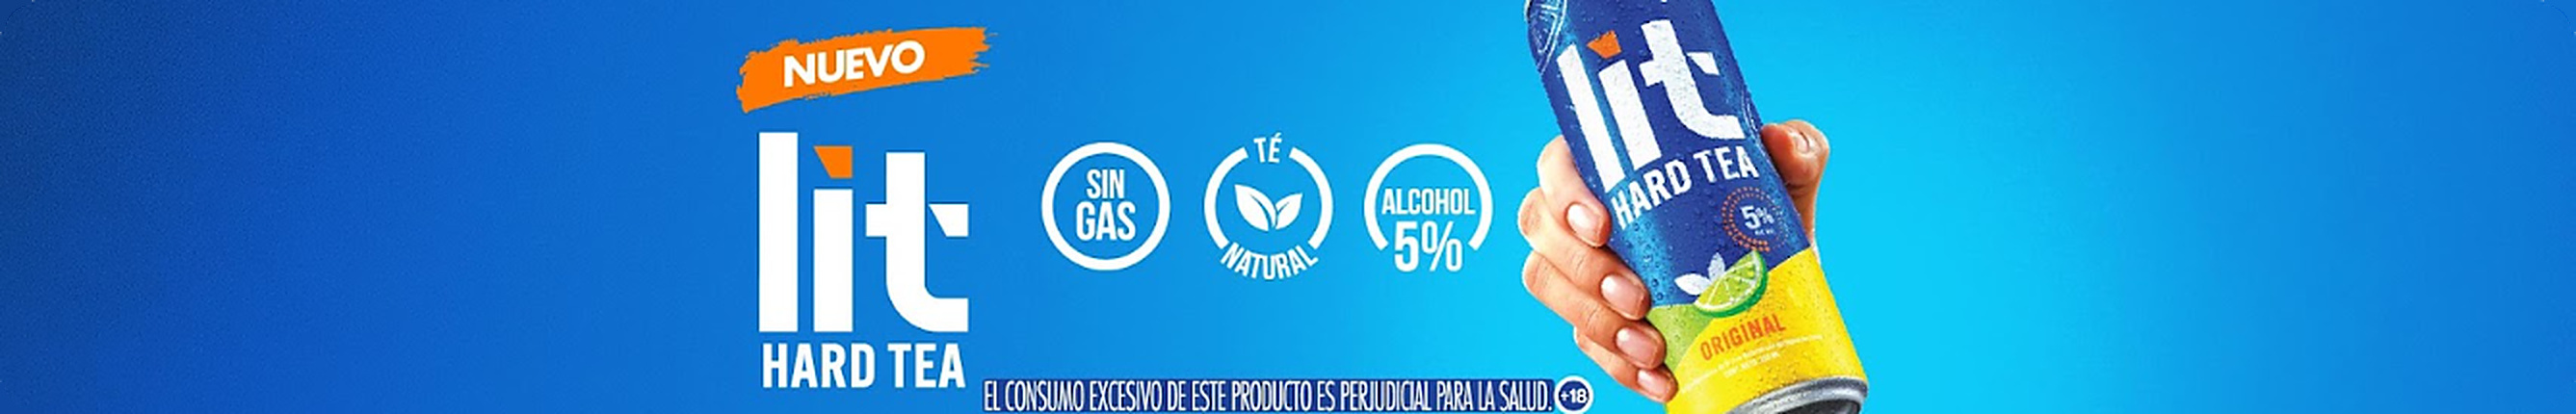 NUEVO
lit
HARD TEA
SIN
GAS
TÉ
NATURAL
ALCOHOL
5%
lit
HARD TEA
5%
ORIGINAL
EL CONSUMO EXCESIVO DE ESTE PRODUCTO ES PERJUDICIAL PARA LA SALUD.
+18